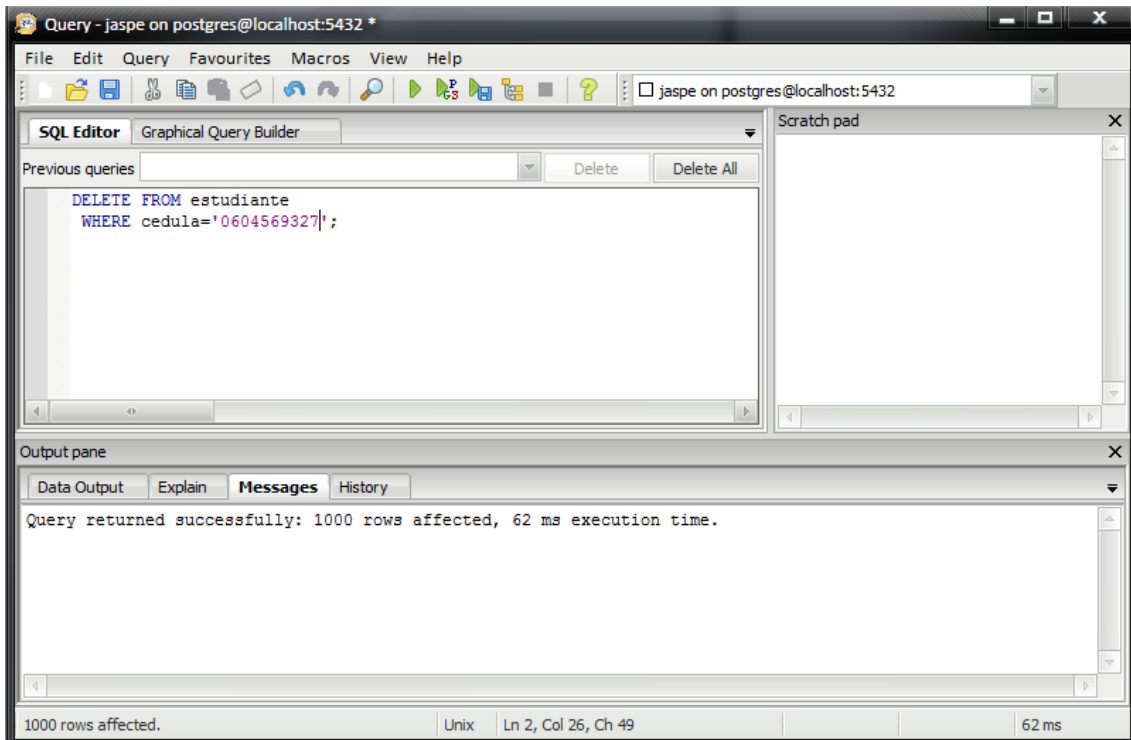 Query - jaspe on postgres@localhost:5432 *
X
File Edit Query Favourites Macros View Help
jaspe on postgres@localhost:5432
SQL Editor Graphical Query Builder
Scratch pad X
Previous queries Delete Delete All
DELETE FROM estudiante
WHERE cedula='0604569327';
Output pane X
Data Output Explain Messages History
Query returned successfully: 1000 rows affected, 62 ms execution time.
1000 rows affected. Unix Ln 2, Col 26, Ch 49 62 ms